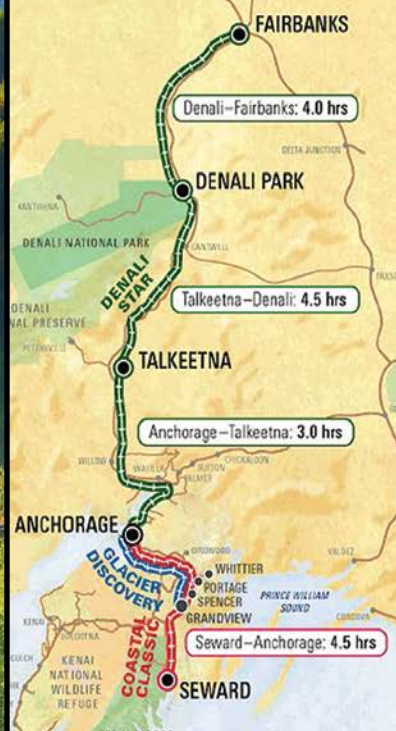 FAIRBANKS
Denali–Fairbanks: 4.0 hrs
DELTA JUNCTION
DENALI PARK
KANTISHNA
DENALI NATIONAL PARK
CANTWELL
DENALI
STAR
Talkeetna–Denali: 4.5 hrs
DENALI
NAL PRESERVE
PETERSVILLE
TALKEETNA
Anchorage–Talkeetna: 3.0 hrs
WILLOW
WASILLA
CHICKALOON
SUTTON
PALMER
ANCHORAGE
GLACIER
DISCOVERY
GIRDWOOD
WHITTIER
PORTAGE
SPENCER
GRANDVIEW
PRINCE WILLIAM
SOUND
VALDEZ
CORDOVA
KENAI
SOLDOTNA
Seward–Anchorage: 4.5 hrs
COASTAL
CLASSIC
KENAI
NATIONAL
WILDLIFE
REFUGE
SEWARD